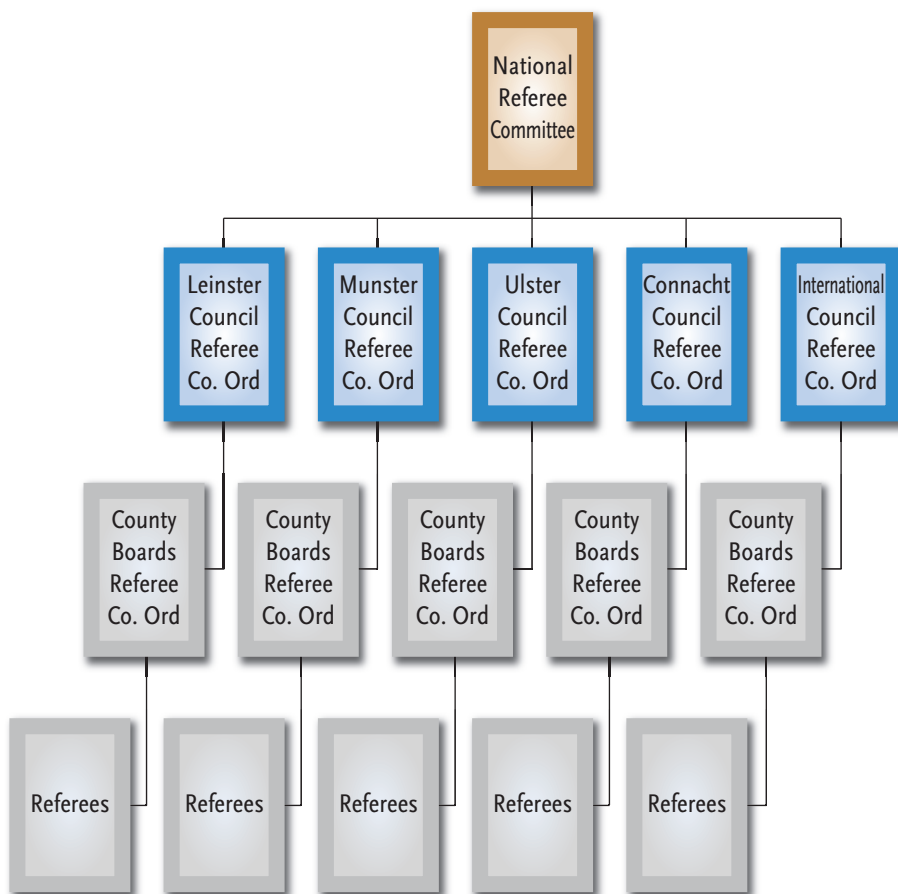 National
Referee
Committee
Leinster
Council
Referee
Co. Ord
Munster
Council
Referee
Co. Ord
Ulster
Council
Referee
Co. Ord
Connacht
Council
Referee
Co. Ord
International
Council
Referee
Co. Ord
County
Boards
Referee
Co. Ord
County
Boards
Referee
Co. Ord
County
Boards
Referee
Co. Ord
County
Boards
Referee
Co. Ord
County
Boards
Referee
Co. Ord
Referees
Referees
Referees
Referees
Referees